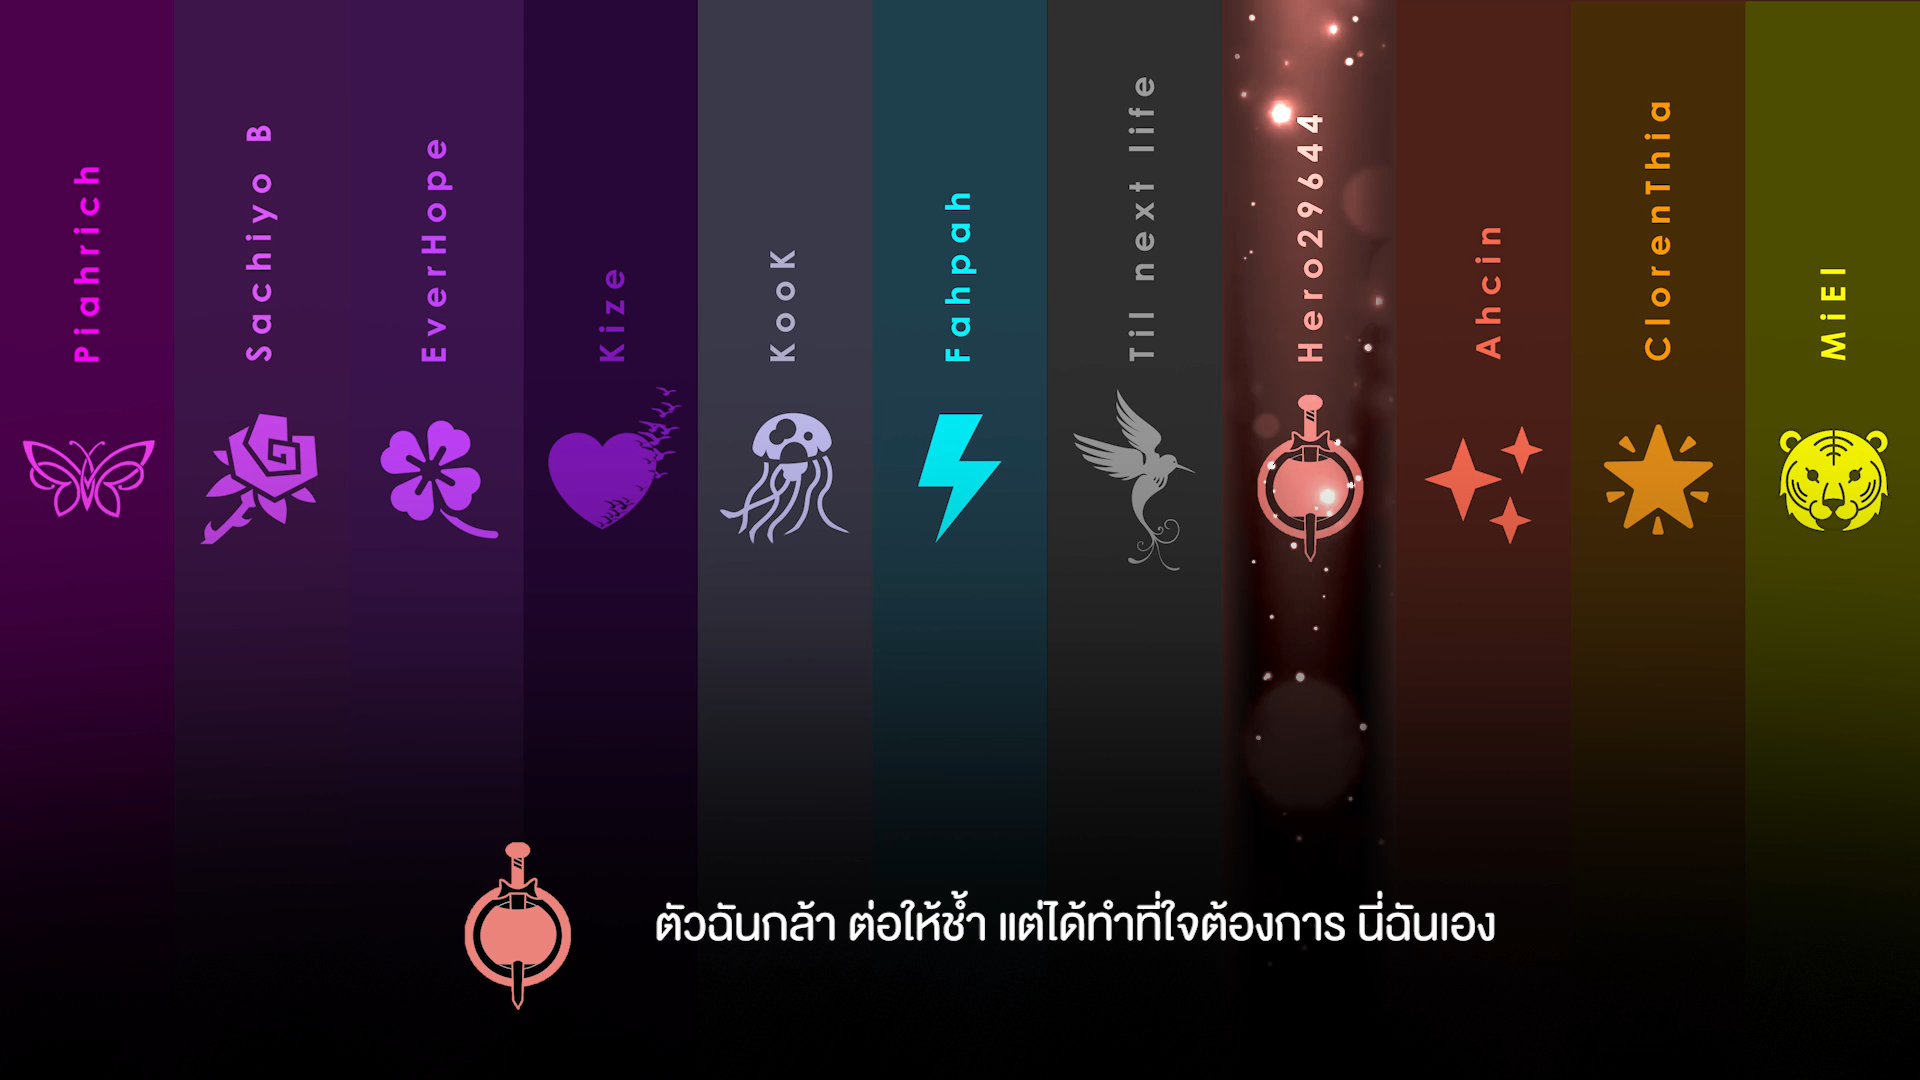 Piahrich
Sachiyo B
EverHope
Kize
KooK
Fahpah
Til next life
Hero29644
Ahcin
ClorenThia
MiEl
ตัวฉันกล้า ต่อให้ช้ำ แต่ได้ทำที่ใจต้องการ นี่ฉันเอง